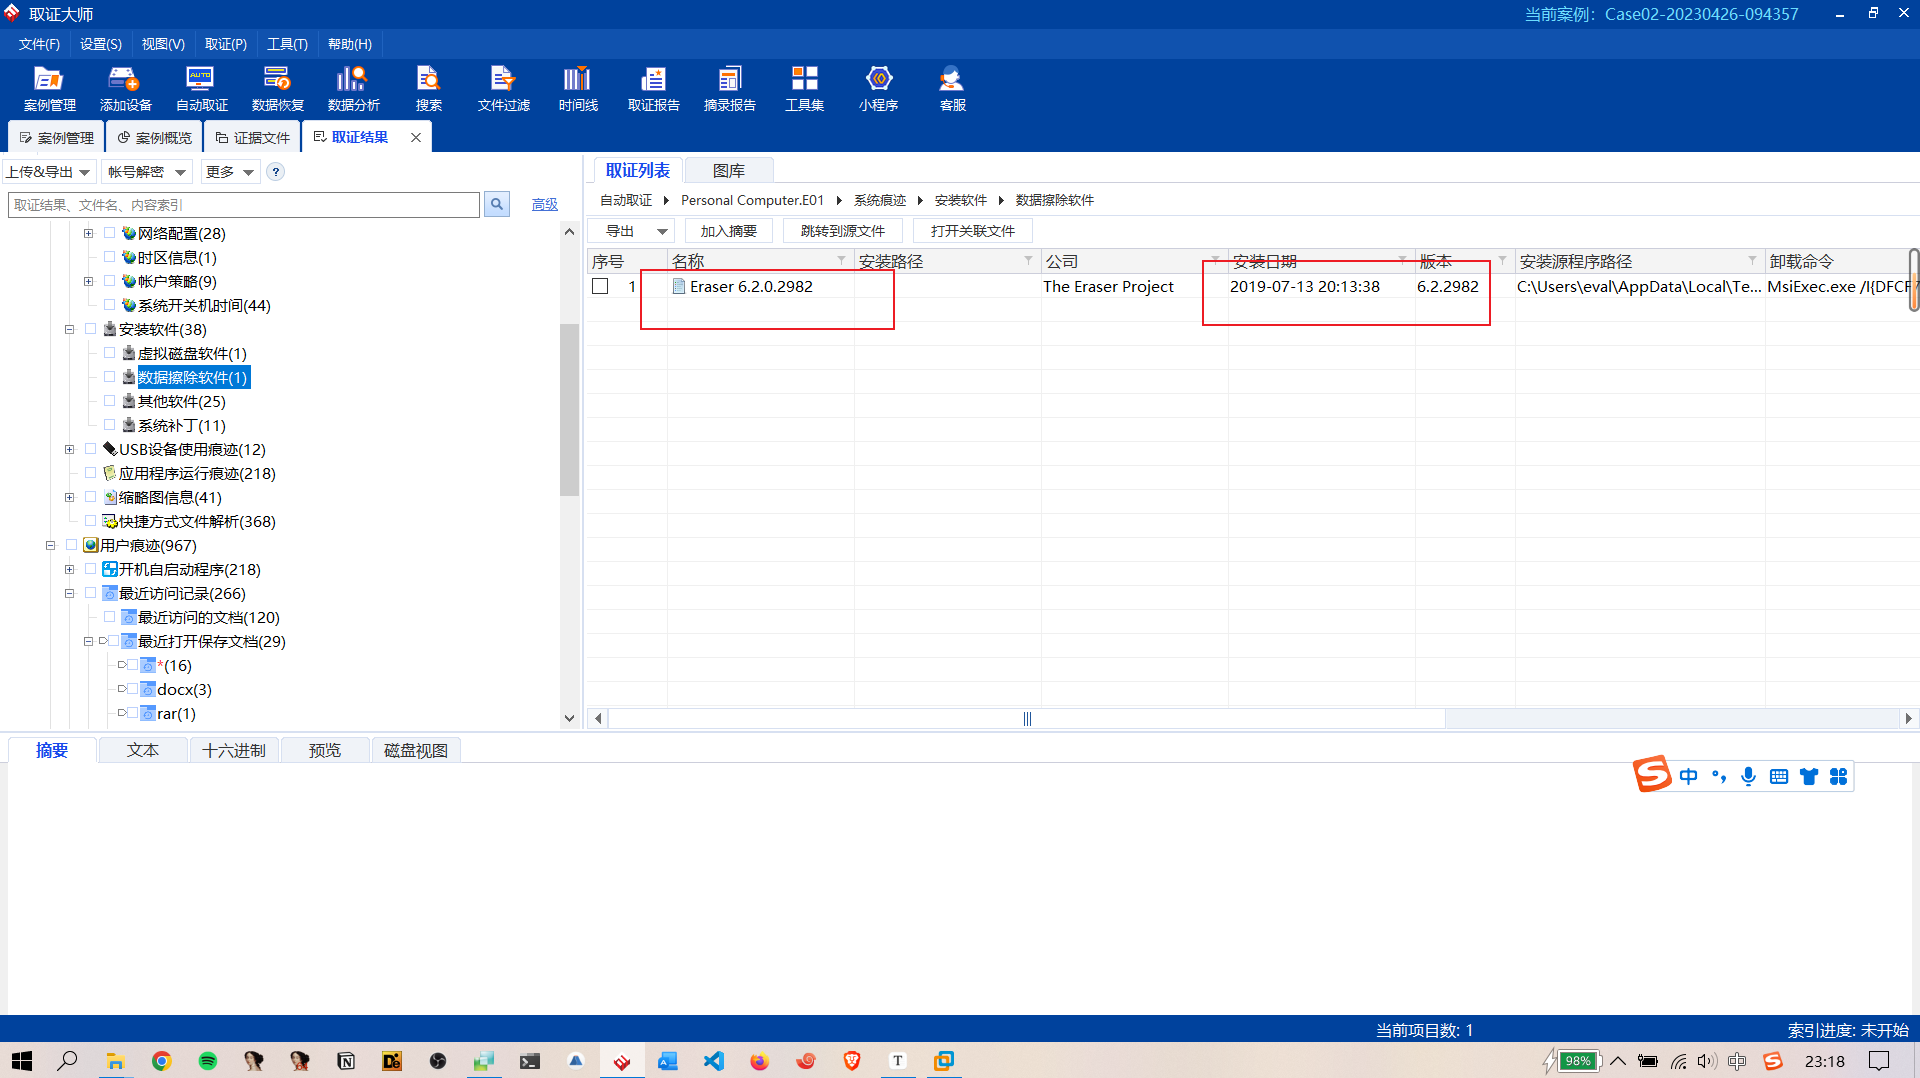 取证大师
当前案例: Case02-20230426-094357
文件(F) 设置(S) 视图(V) 取证(P) 工具(T) 帮助(H)
案例管理 添加设备 自动取证 数据恢复 数据分析 搜索 文件过滤 时间线 取证报告 摘录报告 工具集 小程序 客服
案例管理 案例概览 证据文件 取证结果
上传&导出 帐号解密 更多 ?
取证结果、文件名、内容索引 高级
网络配置(28)
时区信息(1)
帐户策略(9)
系统开关机时间(44)
安装软件(38)
虚拟磁盘软件(1)
数据擦除软件(1)
其他软件(25)
系统补丁(11)
USB设备使用痕迹(12)
应用程序运行痕迹(218)
缩略图信息(41)
快捷方式文件解析(368)
用户痕迹(967)
开机自启动程序(218)
最近访问记录(266)
最近访问的文档(120)
最近打开保存文档(29)
*(16)
docx(3)
rar(1)
取证列表 图库
自动取证 Personal Computer.E01 系统痕迹 安装软件 数据擦除软件
导出 加入摘要 跳转到源文件 打开关联文件
序号 名称 安装路径 公司 安装日期 版本 安装源程序路径 卸载命令
1 Eraser 6.2.0.2982 The Eraser Project 2019-07-13 20:13:38 6.2.2982 C:\Users\eval\AppData\Local\Te... MsiExec.exe /I{DFCF
摘要 文本 十六进制 预览 磁盘视图
中
当前项目数: 1 索引进度: 未开始
98% 中 23:18